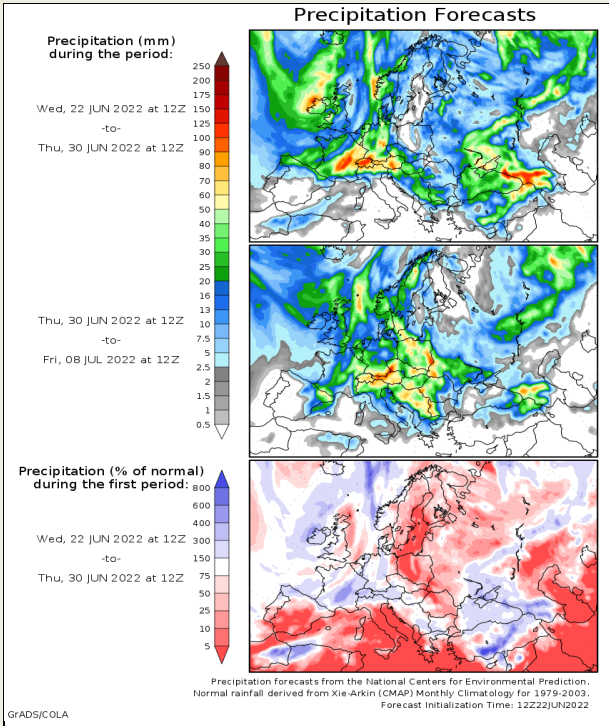 Precipitation Forecasts
Precipitation (mm)
during the period:
Wed, 22 JUN 2022 at 12Z
-to-
Thu, 30 JUN 2022 at 12Z
250
200
175
150
125
100
90
80
70
60
50
40
35
30
25
20
16
13
10
7.5
5
2.5
2
1.5
1
0.5
Thu, 30 JUN 2022 at 12Z
-to-
Fri, 08 JUL 2022 at 12Z
Precipitation (% of normal)
during the first period:
Wed, 22 JUN 2022 at 12Z
-to-
Thu, 30 JUN 2022 at 12Z
800
600
400
300
150
75
50
25
10
5
Precipitation forecasts from the National Centers for Environmental Prediction.
Normal rainfall derived from Xie-Arkin (CMAP) Monthly Climatology for 1979-2003.
Forecast Initialization Time: 12Z22JUN2022
GrADS/COLA